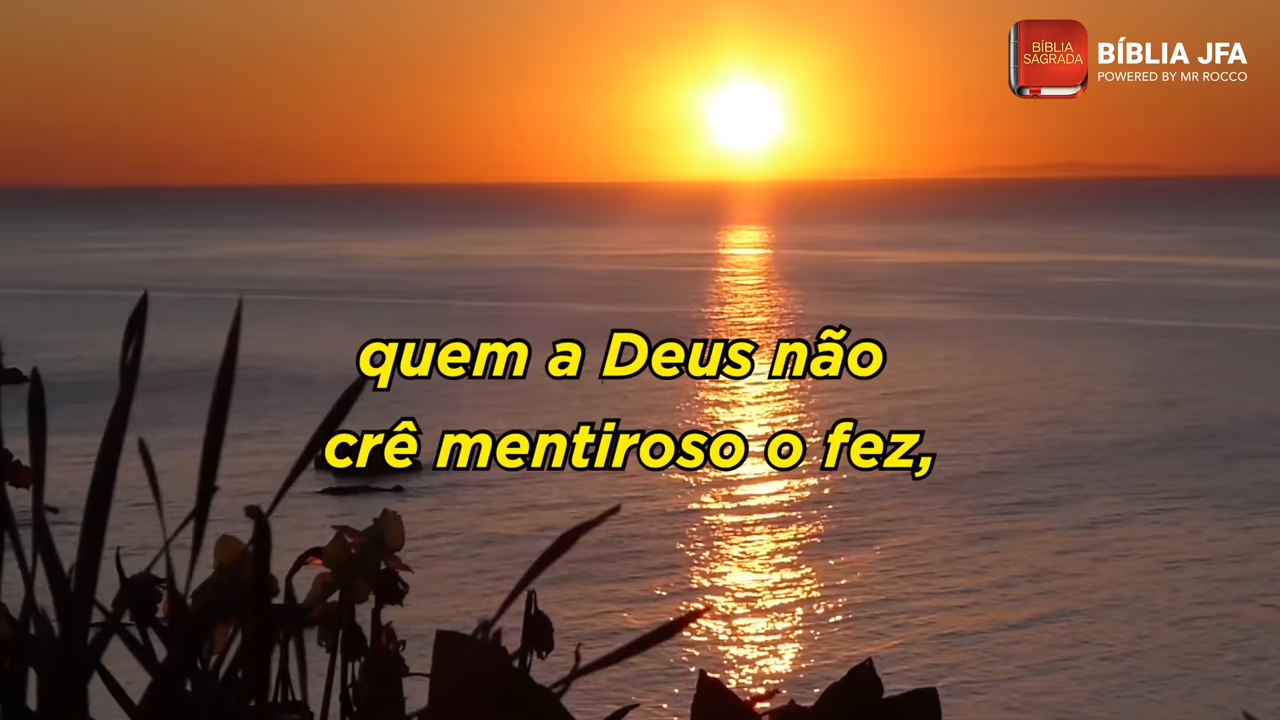 BÍBLIA
SAGRADA
BÍBLIA JFA
POWERED BY MR ROCCO
quem a Deus não
crê mentiroso o fez,